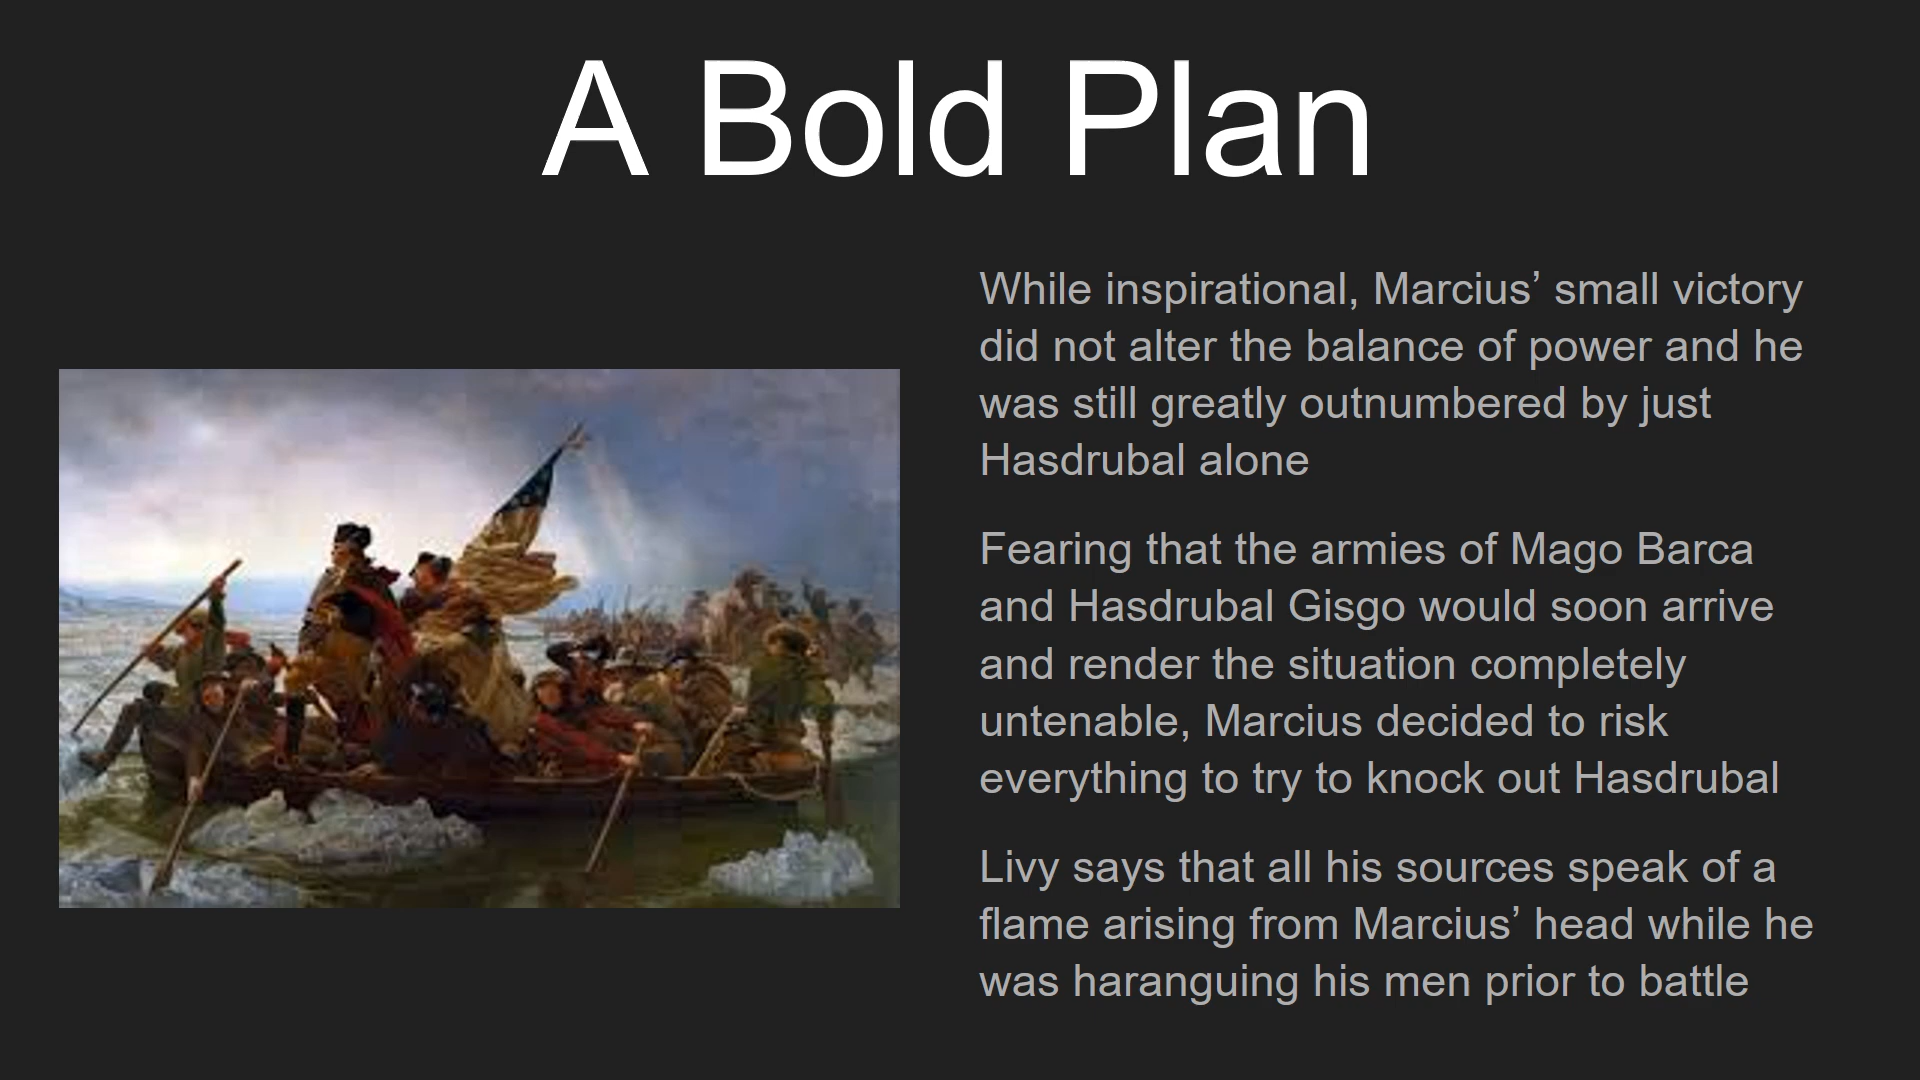 A Bold Plan
While inspirational, Marcius’ small victory
did not alter the balance of power and he
was still greatly outnumbered by just
Hasdrubal alone
Fearing that the armies of Mago Barca
and Hasdrubal Gisgo would soon arrive
and render the situation completely
untenable, Marcius decided to risk
everything to try to knock out Hasdrubal
Livy says that all his sources speak of a
flame arising from Marcius’ head while he
was haranguing his men prior to battle